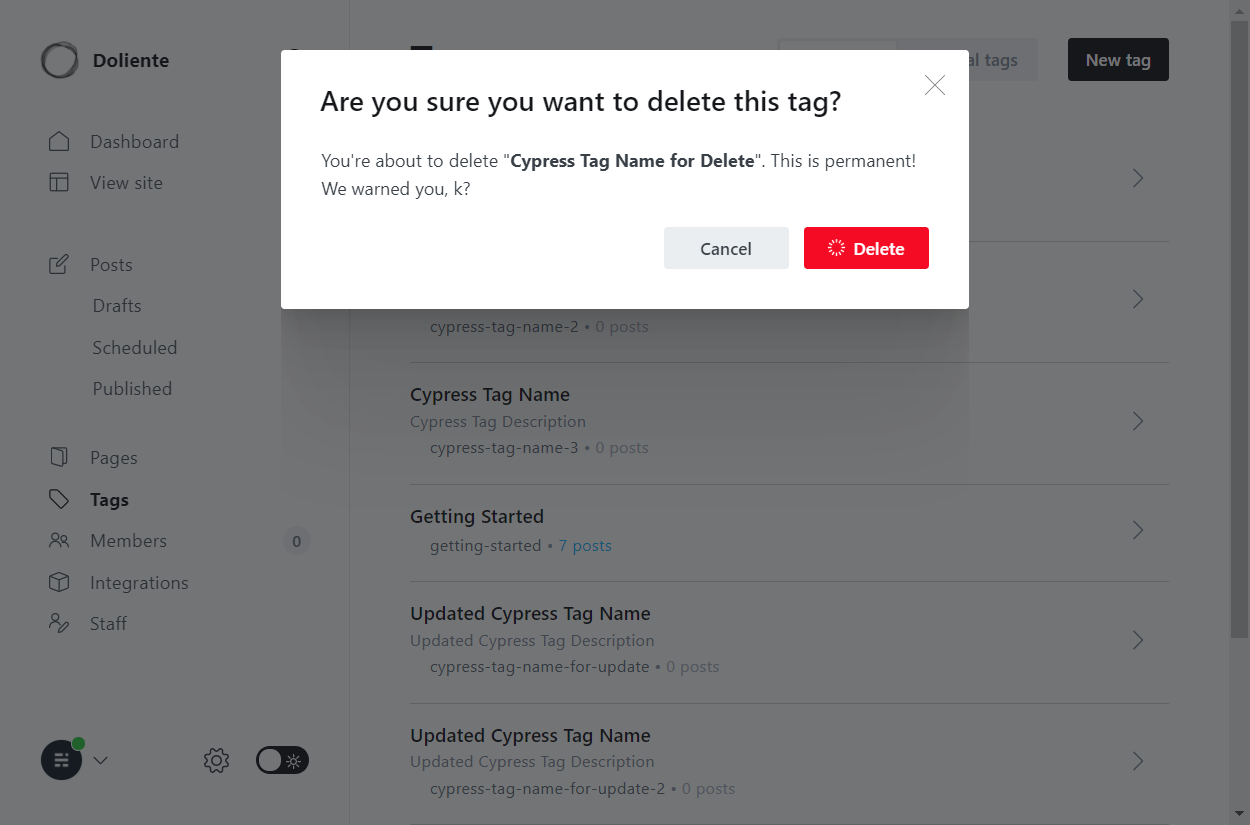 Doliente
Dashboard
View site
Posts
Drafts
Scheduled
Published
Pages
Tags
Members 0
Integrations
Staff
tags
New tag
Are you sure you want to delete this tag?
You're about to delete "Cypress Tag Name for Delete". This is permanent!
We warned you, k?
Cancel
Delete
cypress-tag-name-2 • 0 posts
Cypress Tag Name
Cypress Tag Description
cypress-tag-name-3 • 0 posts
Getting Started
getting-started • 7 posts
Updated Cypress Tag Name
Updated Cypress Tag Description
cypress-tag-name-for-update • 0 posts
Updated Cypress Tag Name
Updated Cypress Tag Description
cypress-tag-name-for-update-2 • 0 posts